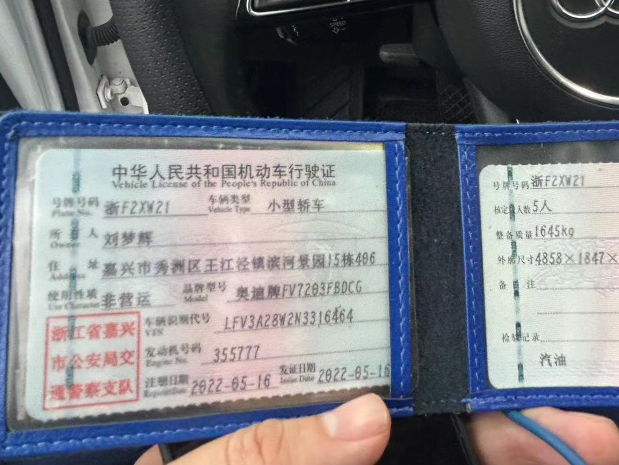 中华人民共和国机动车行驶证
Vehicle License of the People's Republic of China
号牌号码 浙F2XW21 车辆类型 小型轿车
Plate No. Vehicle Type
所有人 刘梦辉
Owner
住址 嘉兴市秀洲区王江泾镇滨河景园15栋406
Address
使用性质 非营运 品牌型号 奥迪牌FV7203FBDCG
Use Character Model
浙江省嘉兴
市公安局交
通警察支队
车辆识别代号 LFV3A28W2N3316464
VIN
发动机号码 355777
Engine No.
注册日期 2022-05-16 发证日期 2022-05-16
Register Date Issue Date
号牌号码 浙F2XW21
核定载人数 5人
整备质量 1645kg
外廓尺寸 4858×1847×
备注
检验记录
汽油